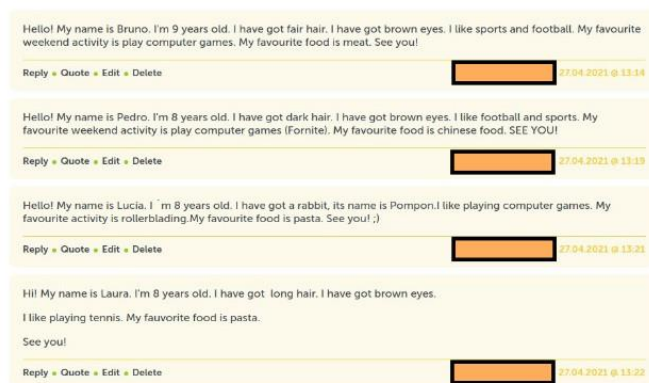 Hello! My name is Bruno. I'm 9 years old. I have got fair hair. I have got brown eyes. I like sports and football. My favourite
weekend activity is play computer games. My favourite food is meat. See you!
Reply • Quote • Edit • Delete 27.04.2021 @ 13:14
Hello! My name is Pedro. I'm 8 years old. I have got dark hair. I have got brown eyes. I like football and sports. My
favourite weekend activity is play computer games (Fornite). My favourite food is chinese food. SEE YOU!
Reply • Quote • Edit • Delete 27.04.2021 @ 13:19
Hello! My name is Lucía. I ´m 8 years old. I have got a rabbit, its name is Pompon.I like playing computer games. My
favourite activity is rollerblading.My favourite food is pasta. See you! ;)
Reply • Quote • Edit • Delete 27.04.2021 @ 13:21
Hi! My name is Laura. I'm 8 years old. I have got long hair. I have got brown eyes.
I like playing tennis. My fauvorite food is pasta.
See you!
Reply • Quote • Edit • Delete 27.04.2021 @ 13:22